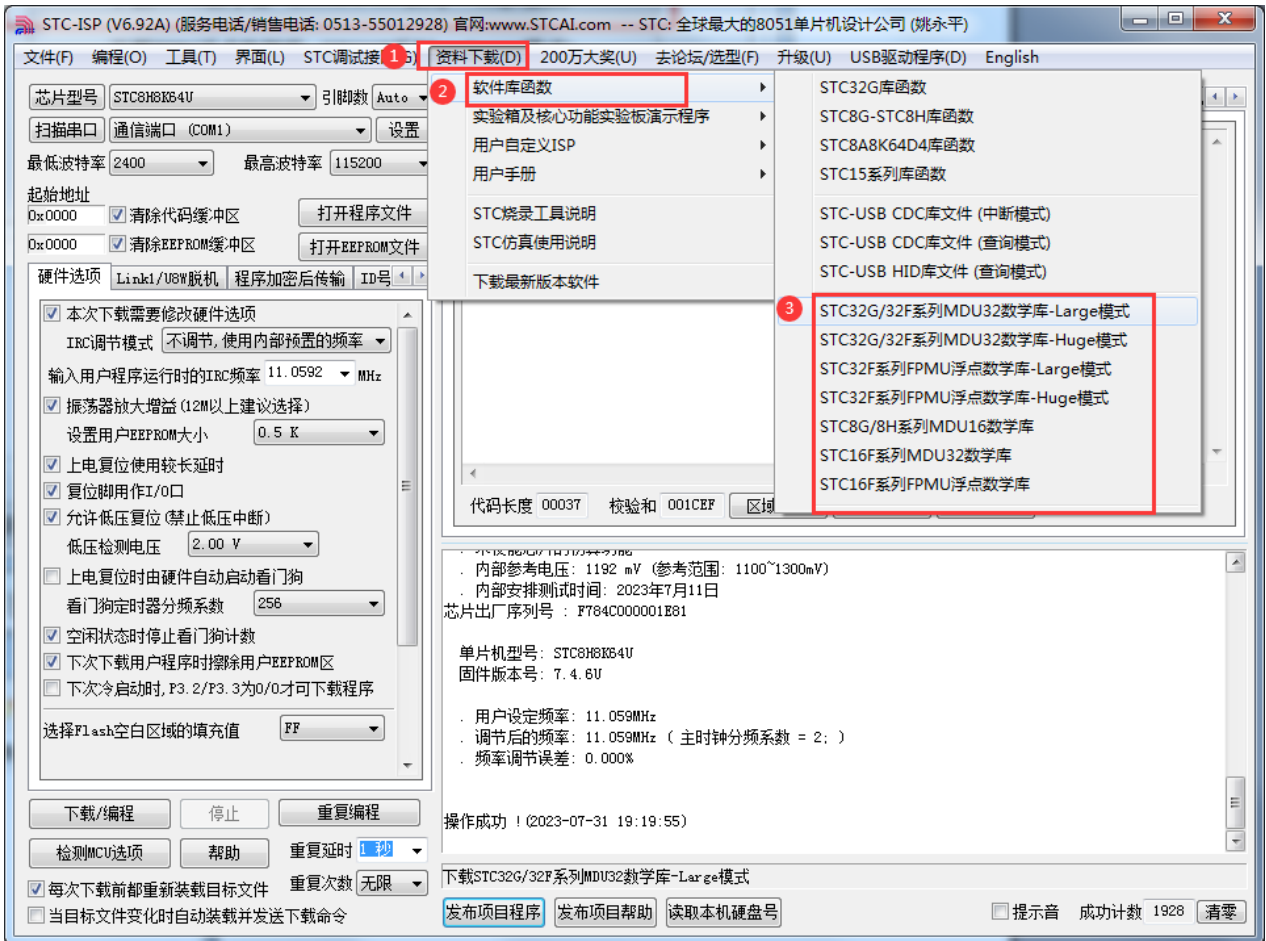 STC-ISP (V6.92A) (服务电话/销售电话: 0513-55012928) 官网:www.STCAI.com -- STC: 全球最大的8051单片机设计公司 (姚永平)
文件(F) 编程(O) 工具(T) 界面(L) STC调试接 1 G) 资料下载(D) 200万大奖(U) 去论坛/选型(F) 升级(U) USB驱动程序(D) English
芯片型号 STC8H8K64U 引脚数 Auto
扫描串口 通信端口 (COM1) 设置
最低波特率 2400 最高波特率 115200
起始地址
0x0000 清除代码缓冲区 打开程序文件
0x0000 清除EEPROM缓冲区 打开EEPROM文件
硬件选项 Link1/U8W脱机 程序加密后传输 ID号
本次下载需要修改硬件选项
IRC调节模式 不调节,使用内部预置的频率
输入用户程序运行时的IRC频率 11.0592 MHz
振荡器放大增益(12M以上建议选择)
设置用户EEPROM大小 0.5 K
上电复位使用较长延时
复位脚用作I/O口
允许低压复位(禁止低压中断)
低压检测电压 2.00 V
上电复位时由硬件自动启动看门狗
看门狗定时器分频系数 256
空闲状态时停止看门狗计数
下次下载用户程序时擦除用户EEPROM区
下次冷启动时,P3.2/P3.3为0/0才可下载程序
选择Flash空白区域的填充值 FF
下载/编程 停止 重复编程
检测MCU选项 帮助 重复延时 1 秒
每次下载前都重新装载目标文件 重复次数 无限
当目标文件变化时自动装载并发送下载命令
2 软件库函数
实验箱及核心功能实验板演示程序
用户自定义ISP
用户手册
STC烧录工具说明
STC仿真使用说明
下载最新版本软件
STC32G库函数
STC8G-STC8H库函数
STC8A8K64D4库函数
STC15系列库函数
STC-USB CDC库文件 (中断模式)
STC-USB CDC库文件 (查询模式)
STC-USB HID库文件 (查询模式)
3 STC32G/32F系列MDU32数学库-Large模式
STC32G/32F系列MDU32数学库-Huge模式
STC32F系列FPMU浮点数学库-Large模式
STC32F系列FPMU浮点数学库-Huge模式
STC8G/8H系列MDU16数学库
STC16F系列MDU32数学库
STC16F系列FPMU浮点数学库
代码长度 00037 校验和 001CEF 区域
. 内部参考电压: 1192 mV (参考范围: 1100~1300mV)
. 内部安排测试时间: 2023年7月11日
芯片出厂序列号 : F784C000001E81
单片机型号: STC8H8K64U
固件版本号: 7.4.6U
. 用户设定频率: 11.059MHz
. 调节后的频率: 11.059MHz ( 主时钟分频系数 = 2; )
. 频率调节误差: 0.000%
操作成功 !(2023-07-31 19:19:55)
下载STC32G/32F系列MDU32数学库-Large模式
发布项目程序 发布项目帮助 读取本机硬盘号 提示音 成功计数 1928 清零